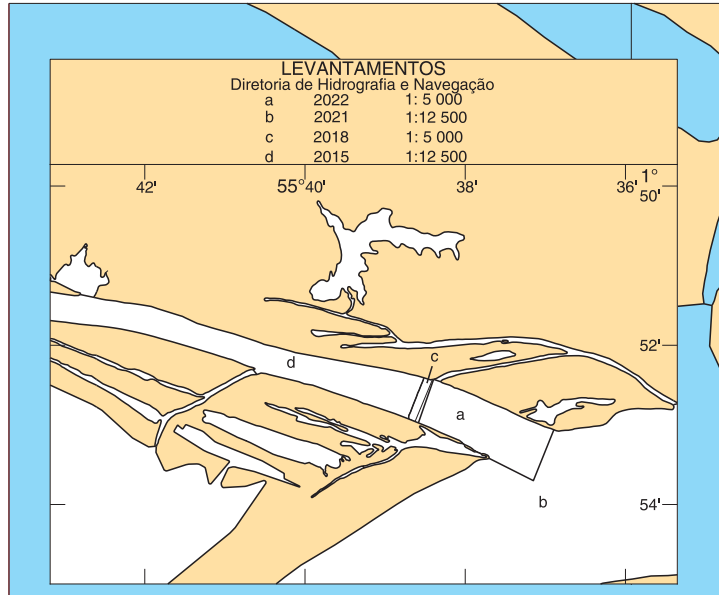 LEVANTAMENTOS
Diretoria de Hidrografia e Navegação
a 2022 1: 5 000
b 2021 1:12 500
c 2018 1: 5 000
d 2015 1:12 500
42' 55° 40' 38' 36' 1°
50'
52'
d
c
a
54'
b